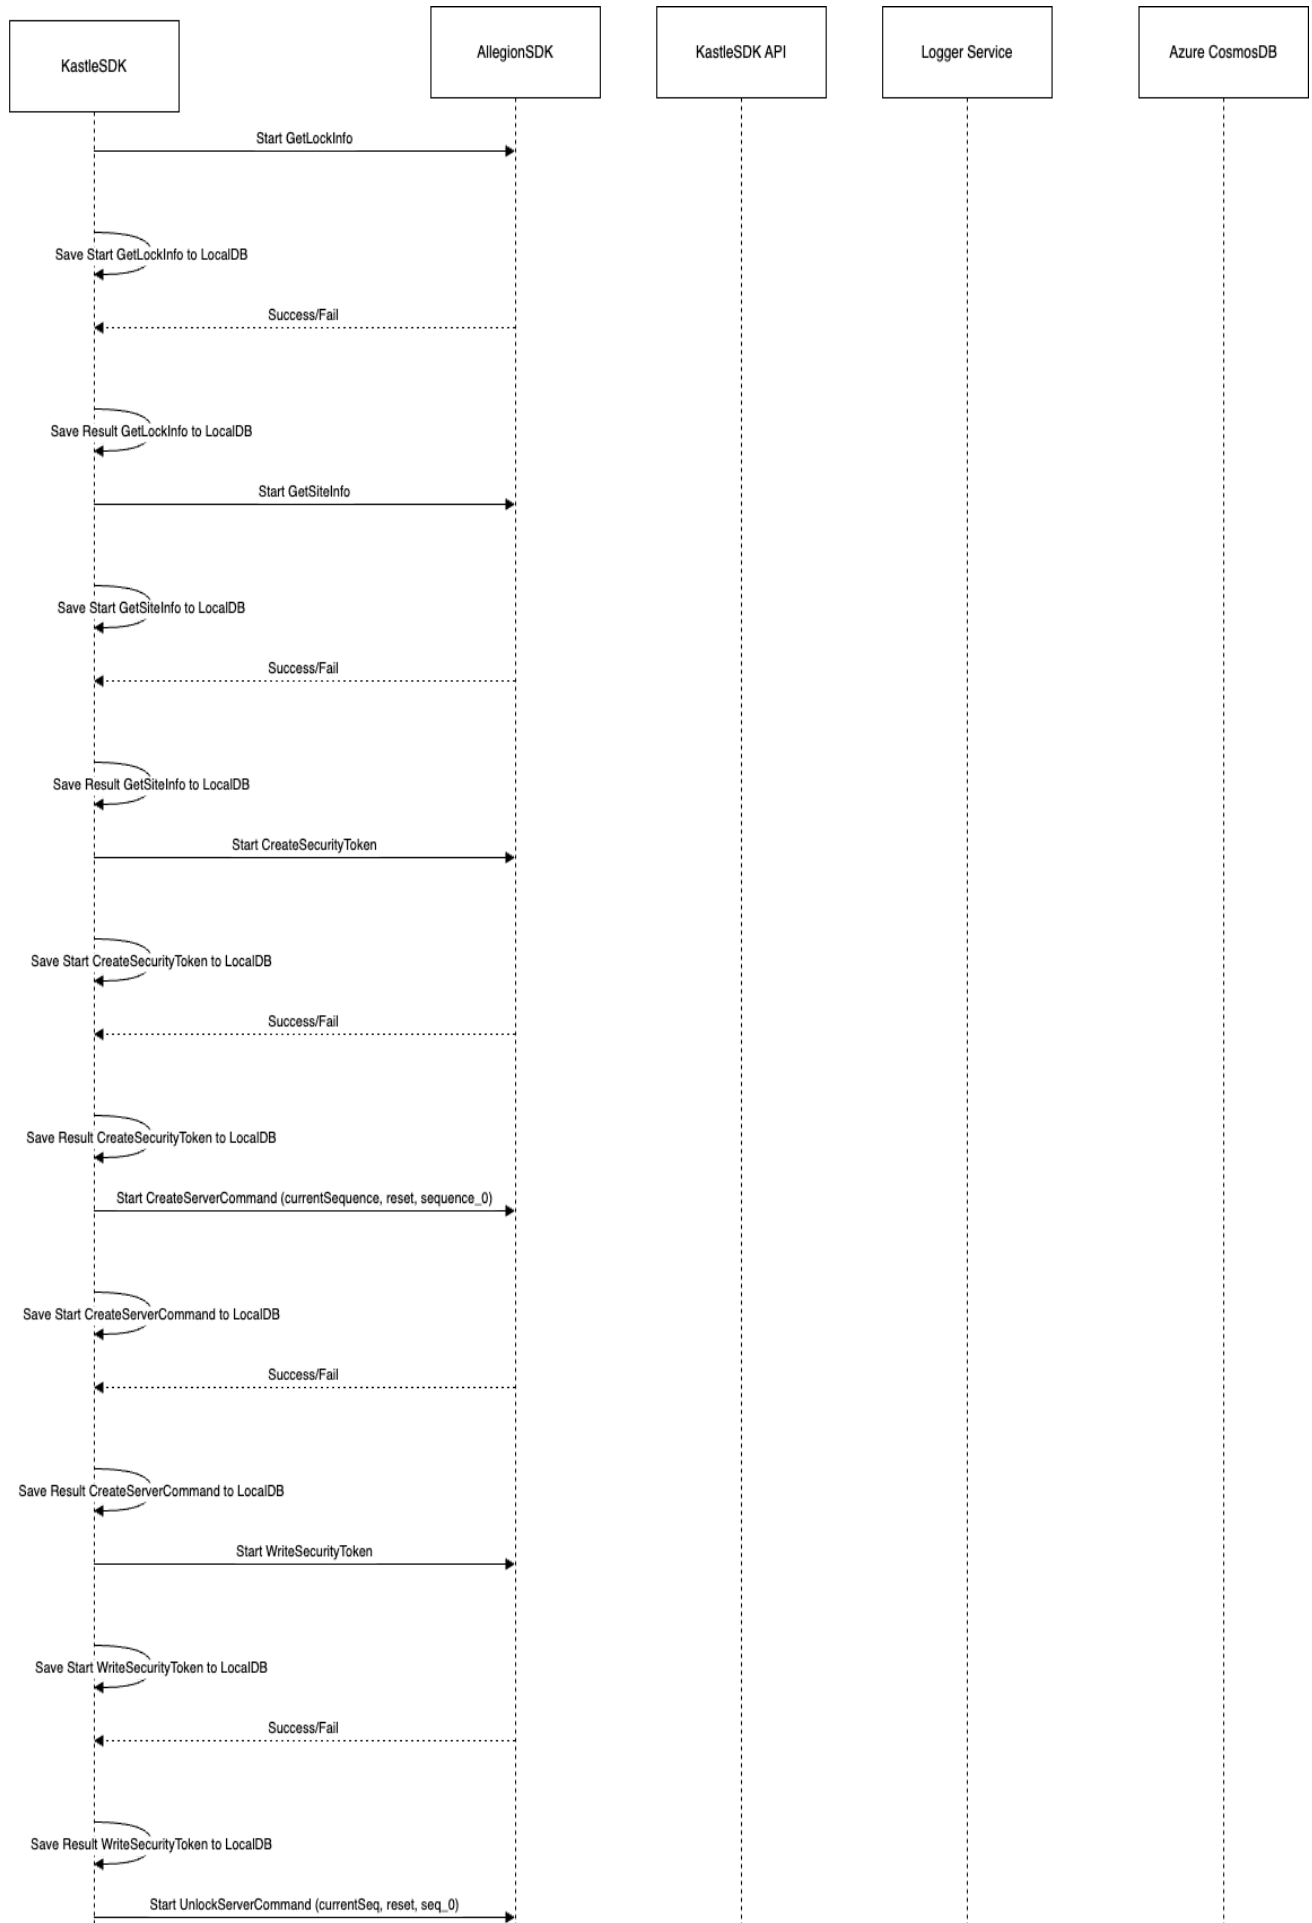 KastleSDK
AllegionSDK
KastleSDK API
Logger Service
Azure CosmosDB
Start GetLockInfo
Save Start GetLockInfo to LocalDB
Success/Fail
Save Result GetLockInfo to LocalDB
Start GetSiteInfo
Save Start GetSiteInfo to LocalDB
Success/Fail
Save Result GetSiteInfo to LocalDB
Start CreateSecurityToken
Save Start CreateSecurityToken to LocalDB
Success/Fail
Save Result CreateSecurityToken to LocalDB
Start CreateServerCommand (currentSequence, reset, sequence_0)
Save Start CreateServerCommand to LocalDB
Success/Fail
Save Result CreateServerCommand to LocalDB
Start WriteSecurityToken
Save Start WriteSecurityToken to LocalDB
Success/Fail
Save Result WriteSecurityToken to LocalDB
Start UnlockServerCommand (currentSeq, reset, seq_0)